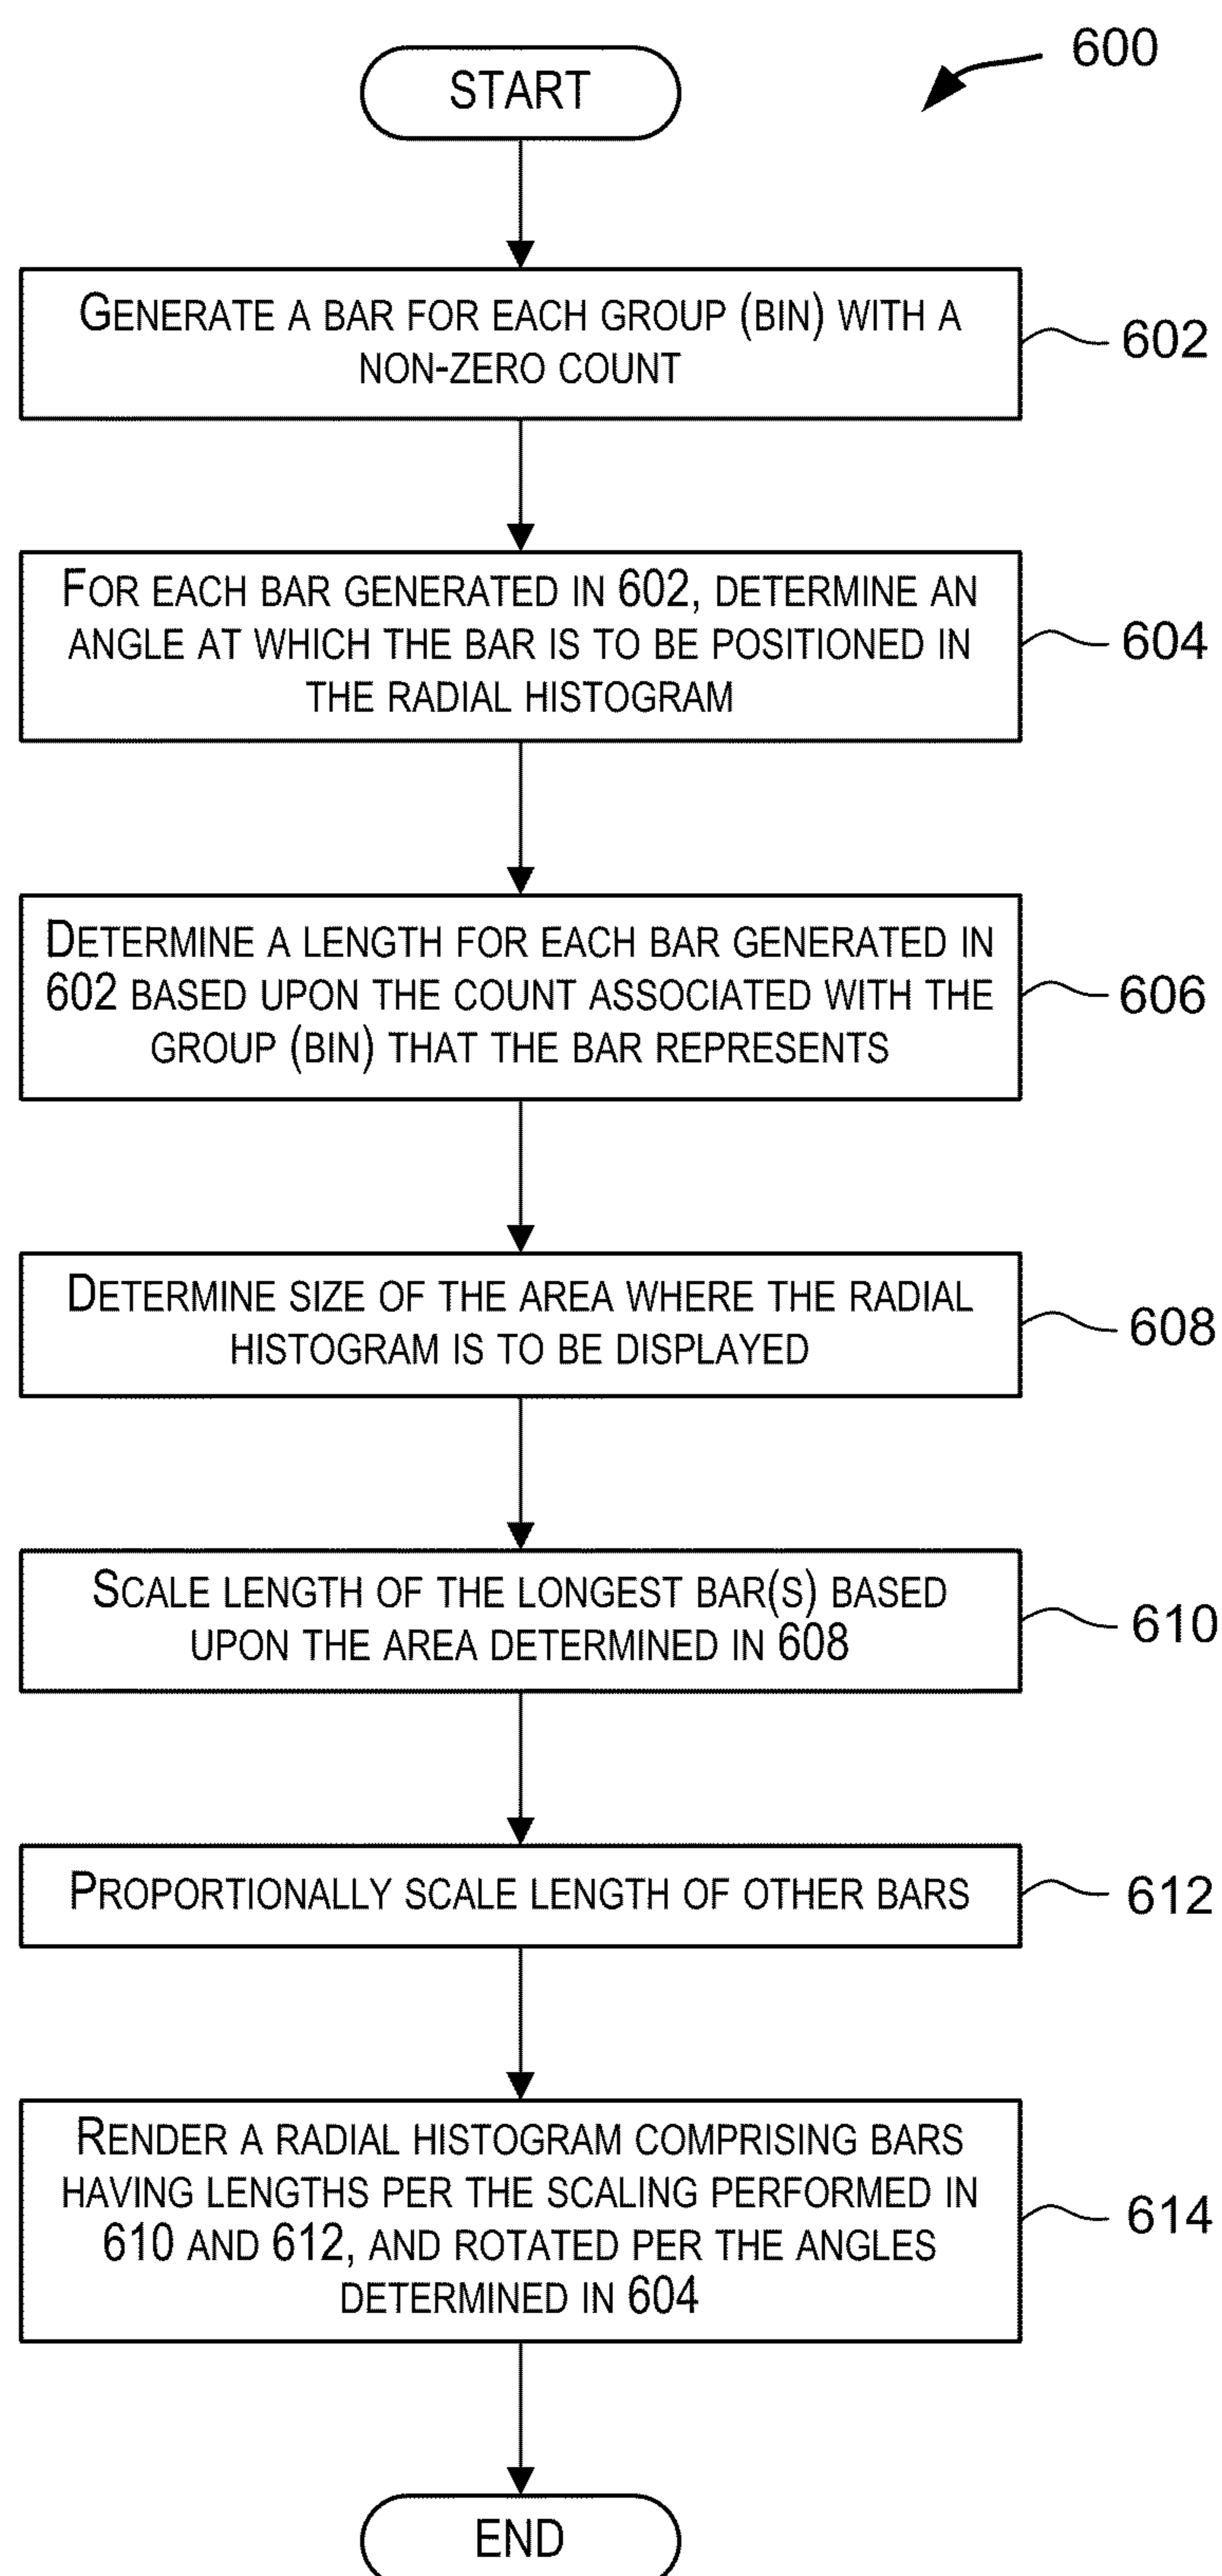 600
START
GENERATE A BAR FOR EACH GROUP (BIN) WITH A
NON-ZERO COUNT
602
FOR EACH BAR GENERATED IN 602, DETERMINE AN
ANGLE AT WHICH THE BAR IS TO BE POSITIONED IN
THE RADIAL HISTOGRAM
604
DETERMINE A LENGTH FOR EACH BAR GENERATED IN
602 BASED UPON THE COUNT ASSOCIATED WITH THE
GROUP (BIN) THAT THE BAR REPRESENTS
606
DETERMINE SIZE OF THE AREA WHERE THE RADIAL
HISTOGRAM IS TO BE DISPLAYED
608
SCALE LENGTH OF THE LONGEST BAR(S) BASED
UPON THE AREA DETERMINED IN 608
610
PROPORTIONALLY SCALE LENGTH OF OTHER BARS
612
RENDER A RADIAL HISTOGRAM COMPRISING BARS
HAVING LENGTHS PER THE SCALING PERFORMED IN
610 AND 612, AND ROTATED PER THE ANGLES
DETERMINED IN 604
614
END